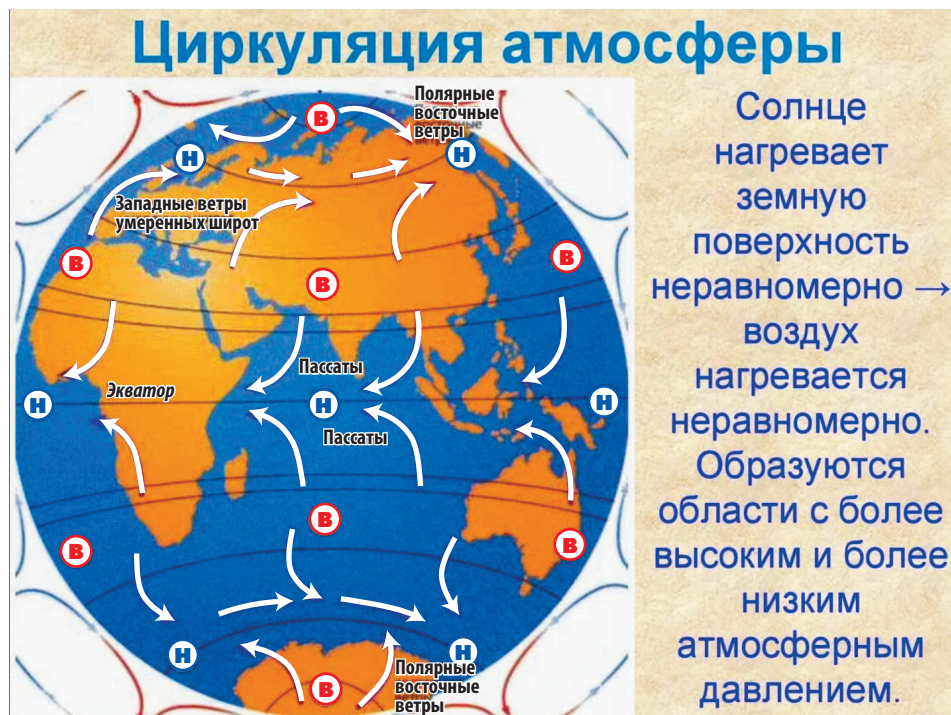 Циркуляция атмосферы
Полярные
восточные
ветры
В
Н
Н
Западные ветры
умеренных широт
В
В
В
Пассаты
Экватор
Н
Н
Н
Пассаты
В
В
В
Н
Н
Полярные
восточные
ветры
В
Солнце
нагревает
земную
поверхность
неравномерно →
воздух
нагревается
неравномерно.
Образуются
области с более
высоким и более
низким
атмосферным
давлением.